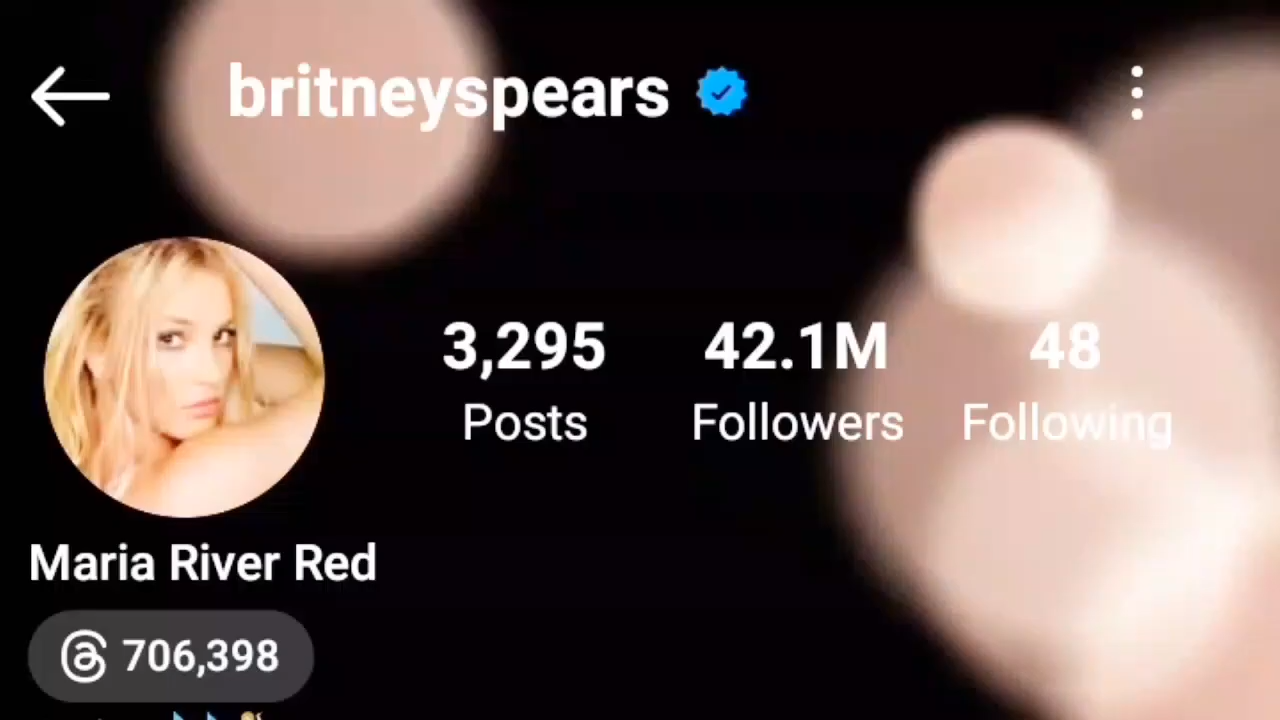 britneyspears
3,295 42.1M 48
Posts Followers Following
Maria River Red
706,398